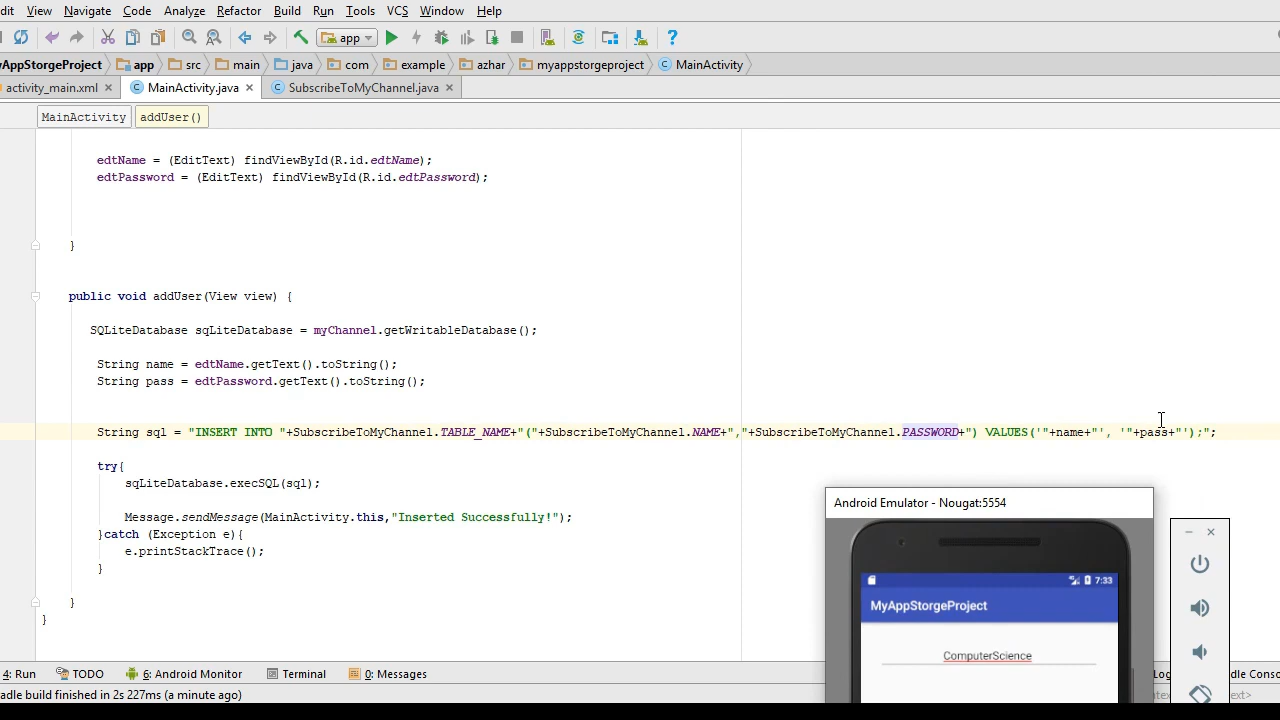 dit View Navigate Code Analyze Refactor Build Run Tools VCS Window Help
app
yAppStorgeProject app src main java com example azhar myappstorgeproject MainActivity
activity_main.xml MainActivity.java SubscribeToMyChannel.java
MainActivity addUser()
edtName = (EditText) findViewById(R.id.edtName);
edtPassword = (EditText) findViewById(R.id.edtPassword);
}
public void addUser(View view) {
SQLiteDatabase sqLiteDatabase = myChannel.getWritableDatabase();
String name = edtName.getText().toString();
String pass = edtPassword.getText().toString();
String sql = "INSERT INTO "+SubscribeToMyChannel.TABLE_NAME+"("+SubscribeToMyChannel.NAME+","+SubscribeToMyChannel.PASSWORD+") VALUES('"+name+"', '"+pass+"');";
try{
sqLiteDatabase.execSQL(sql);
Message.sendMessage(MainActivity.this,"Inserted Successfully!");
}catch (Exception e){
e.printStackTrace();
}
}
}
Android Emulator - Nougat:5554
7:33
MyAppStorgeProject
ComputerScience
4: Run TODO 6: Android Monitor Terminal 0: Messages Log dle Conso
adle build finished in 2s 227ms (a minute ago) text>